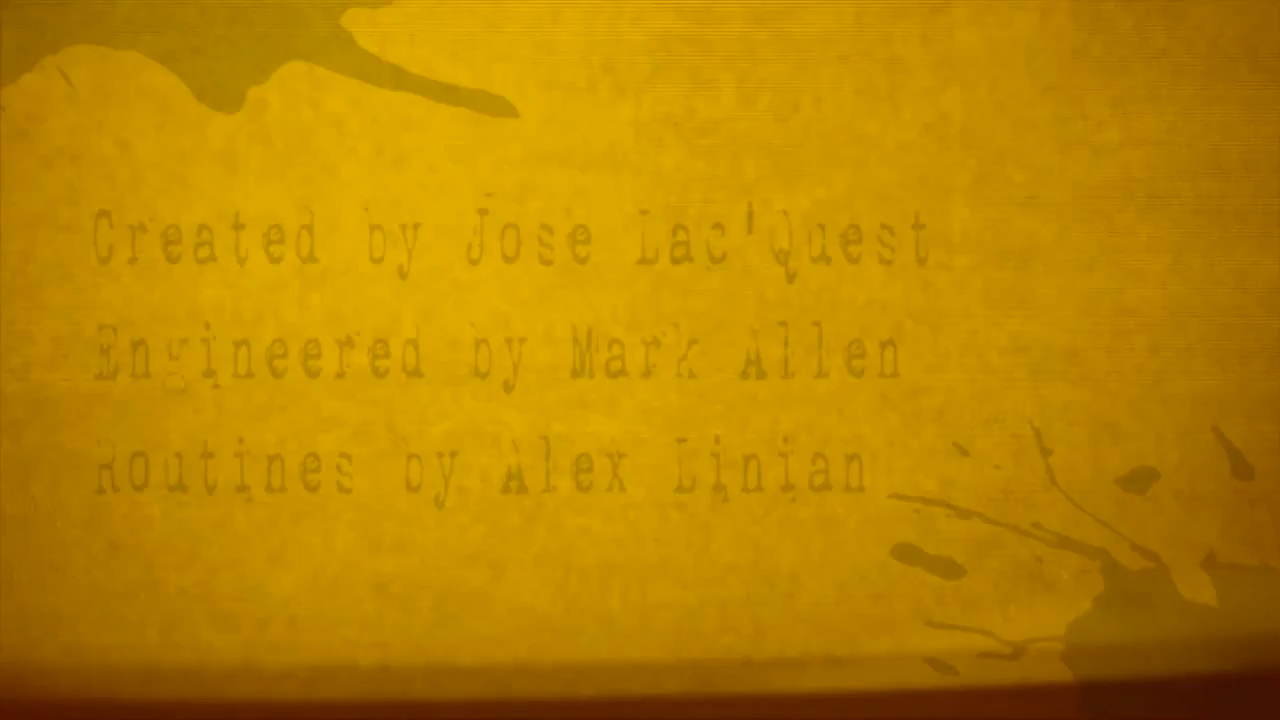 Created by Jose Lac'Quest
Engineered by Mark Allen
Routines by Alex Linian